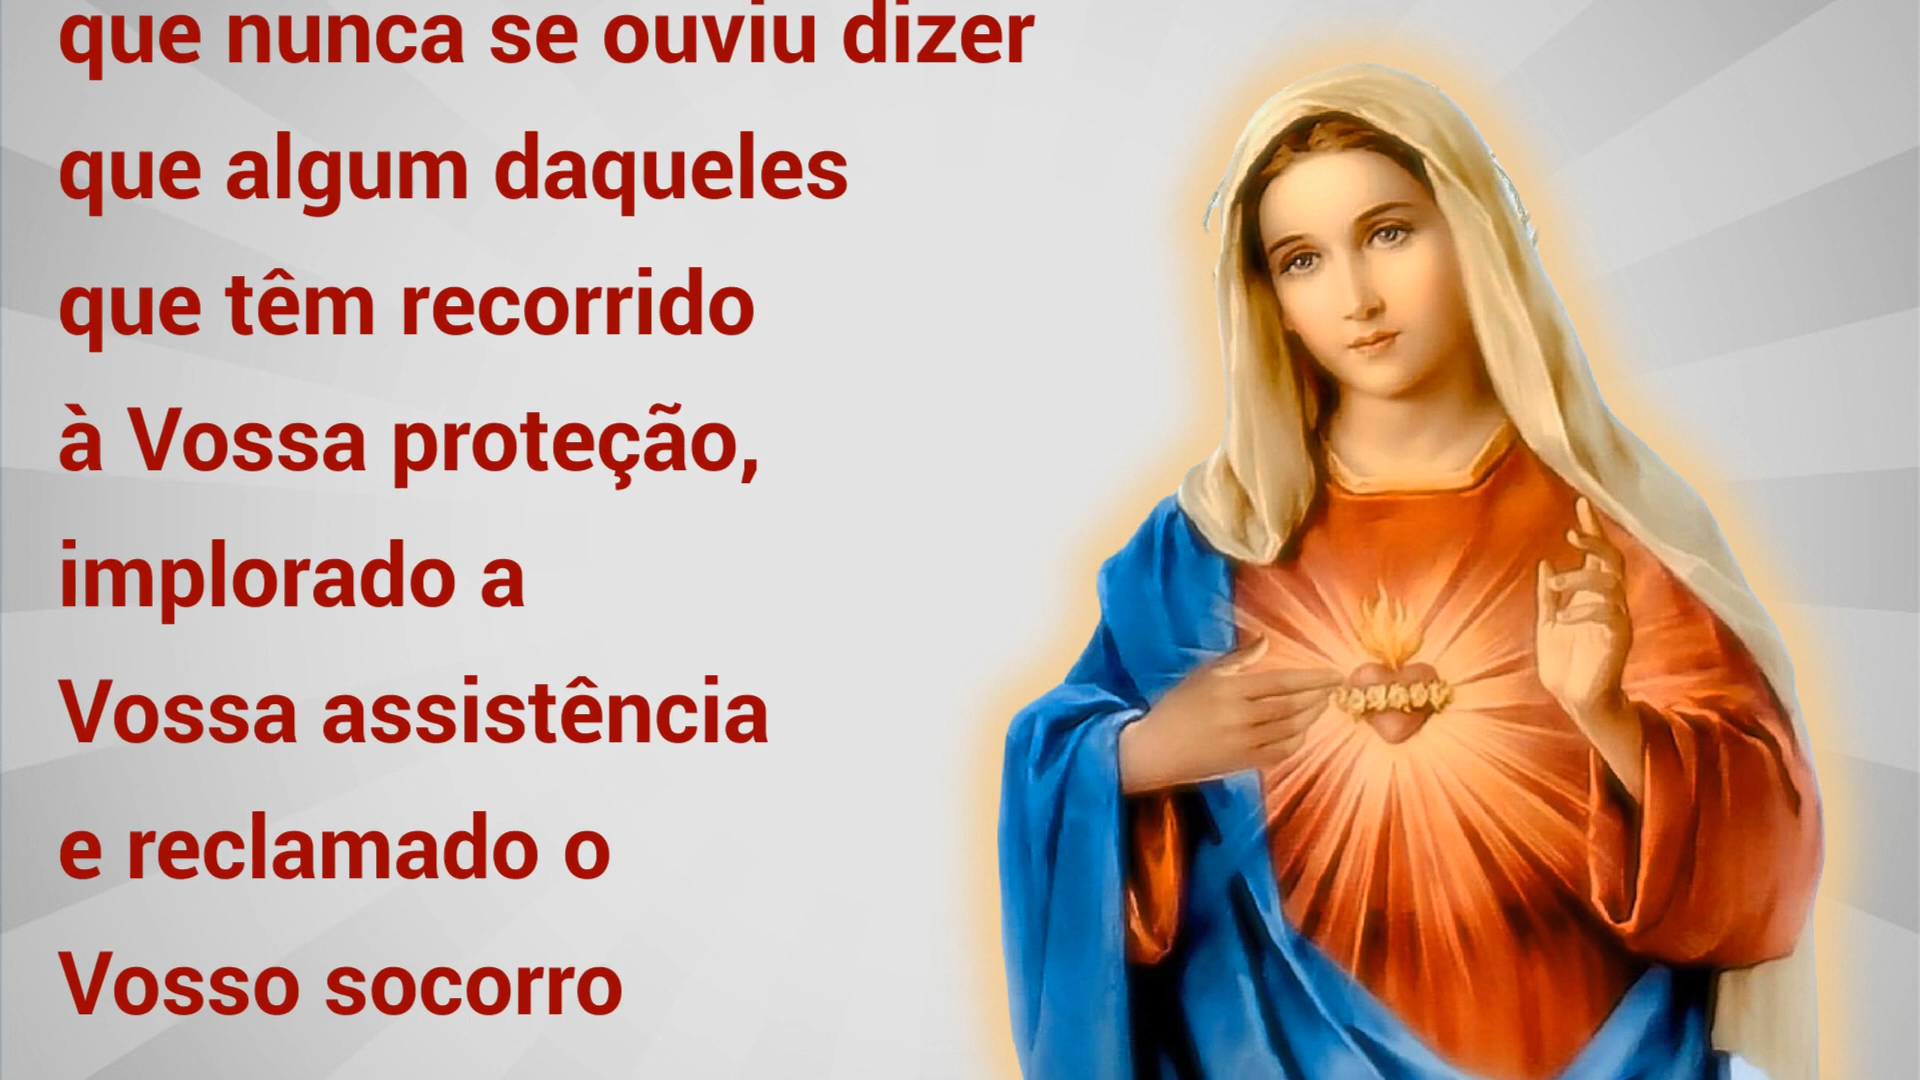 que nunca se ouviu dizer
que algum daqueles
que têm recorrido
à Vossa proteção,
implorado a
Vossa assistência
e reclamado o
Vosso socorro